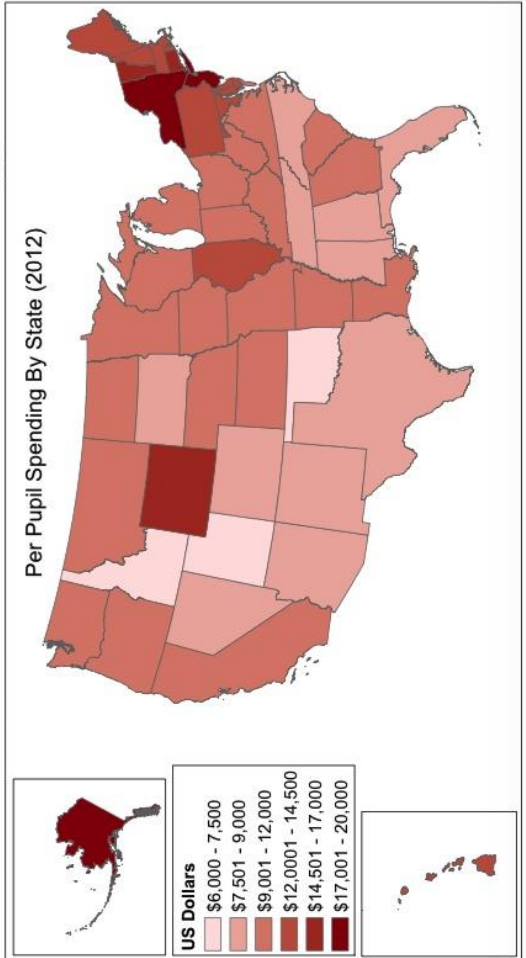 Per Pupil Spending By State (2012)
US Dollars
$6,000 - 7,500
$7,501 - 9,000
$9,001 - 12,000
$12,0001 - 14,500
$14,501 - 17,000
$17,001 - 20,000